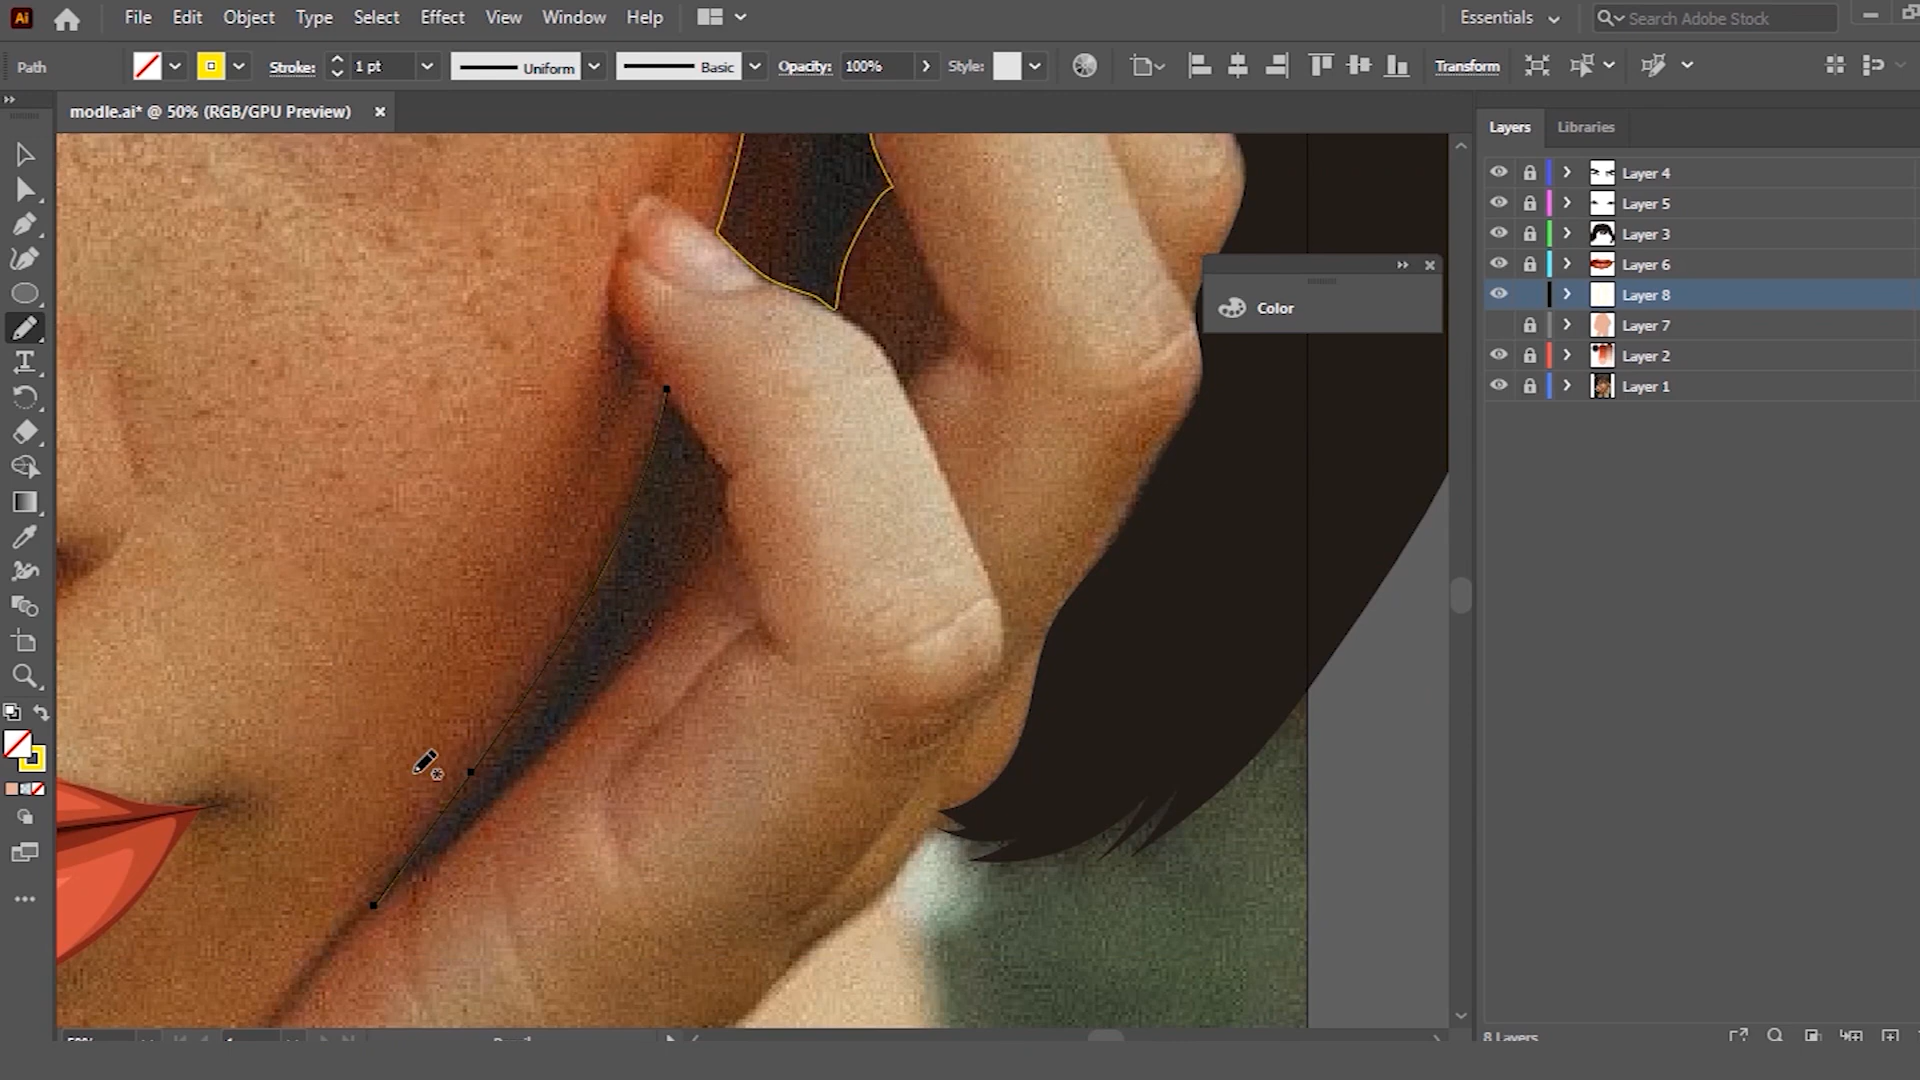 Ai File Edit Object Type Select Effect View Window Help Essentials Search Adobe Stock
Path Stroke: 1 pt Uniform Basic Opacity: 100% Style: Transform
modle.ai* @ 50% (RGB/GPU Preview)
Layers Libraries
Layer 4
Layer 5
Layer 3
Layer 6
Layer 8
Layer 7
Layer 2
Layer 1
Color
8 Layers